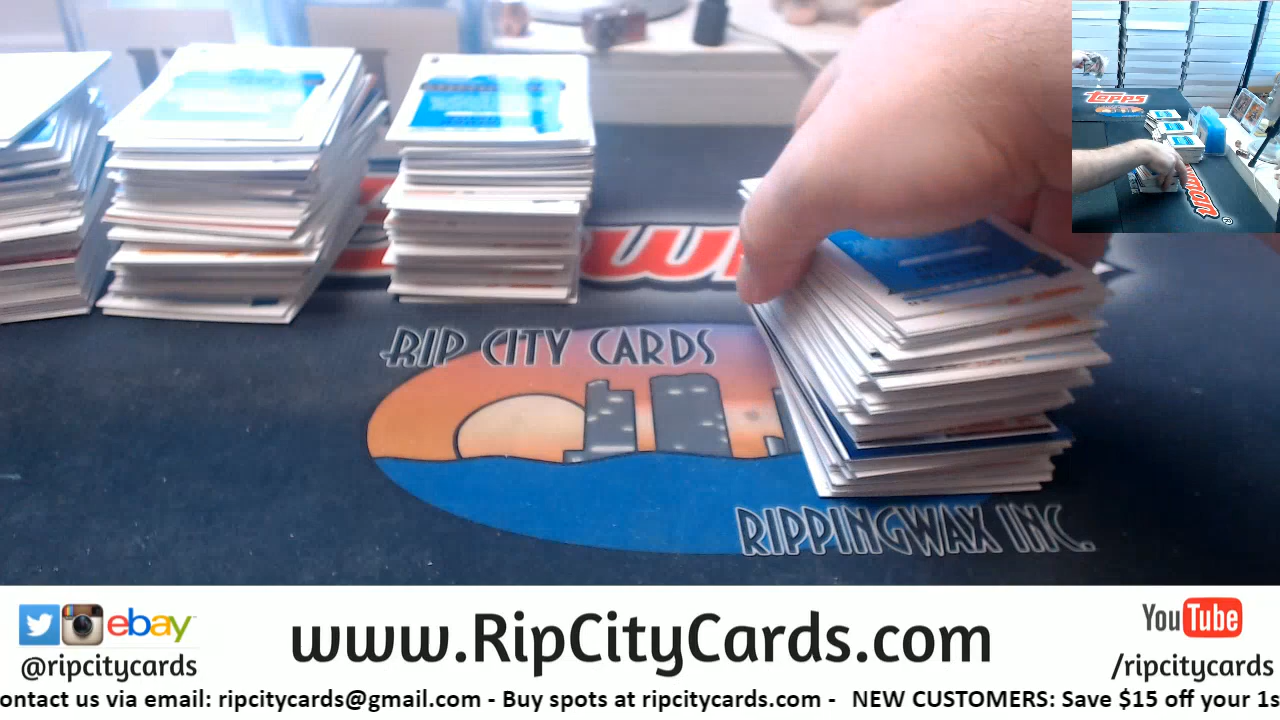 topps
RIP CITY CARDS
RIPPINGWAX INC.
ebay
@ripcitycards
www.RipCityCards.com
YouTube
/ripcitycards
ontact us via email: ripcitycards@gmail.com - Buy spots at ripcitycards.com - NEW CUSTOMERS: Save $15 off your 1s